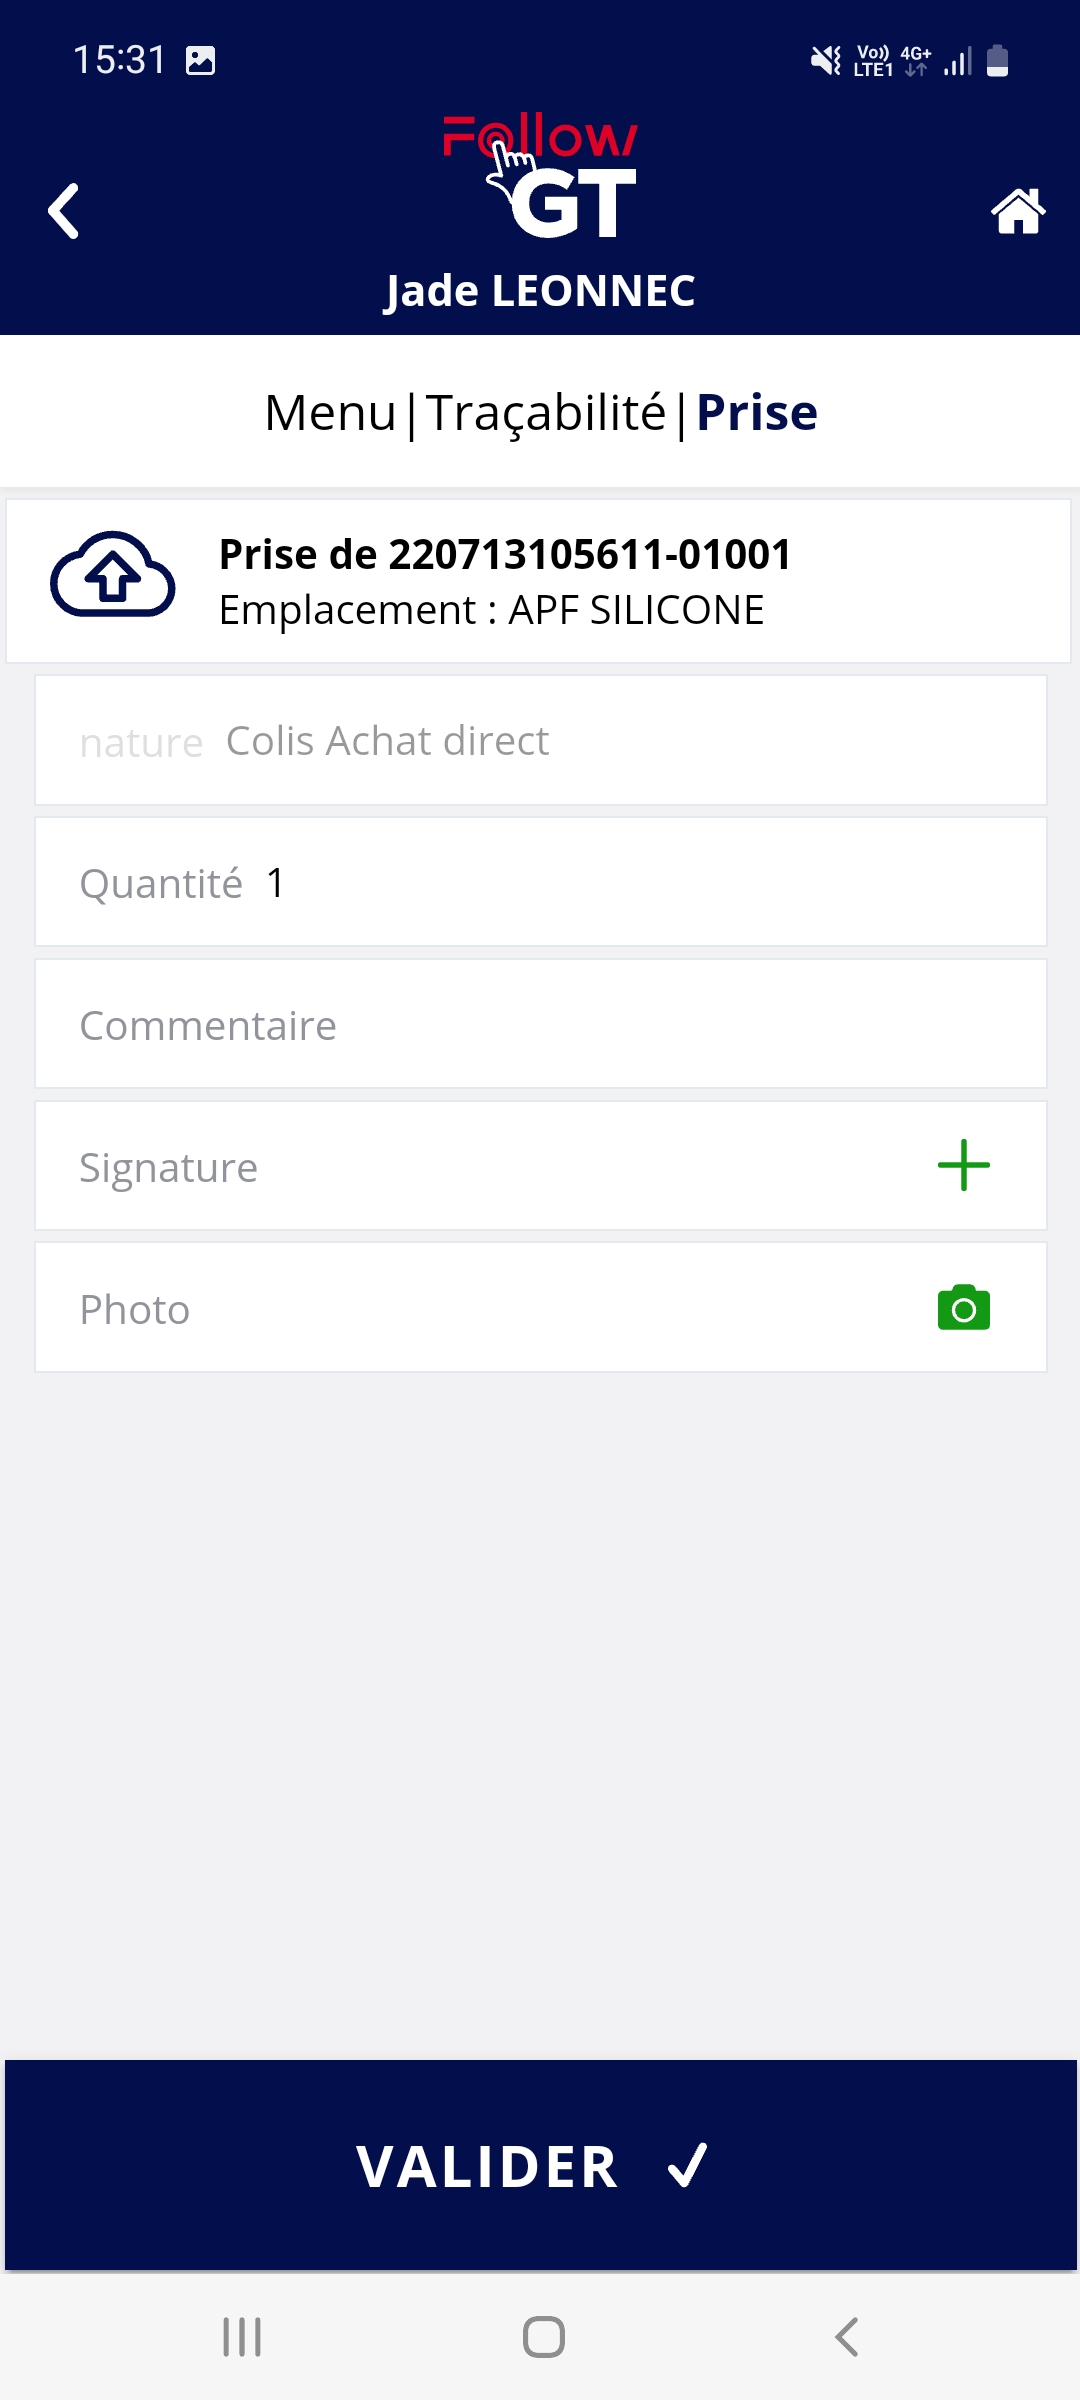 15:31 Vo)) LTE1 4G+
Follow
GT
Jade LEONNEC
Menu|Traçabilité|Prise
Prise de 220713105611-01001
Emplacement : APF SILICONE
nature Colis Achat direct
Quantité 1
Commentaire
Signature
Photo
VALIDER